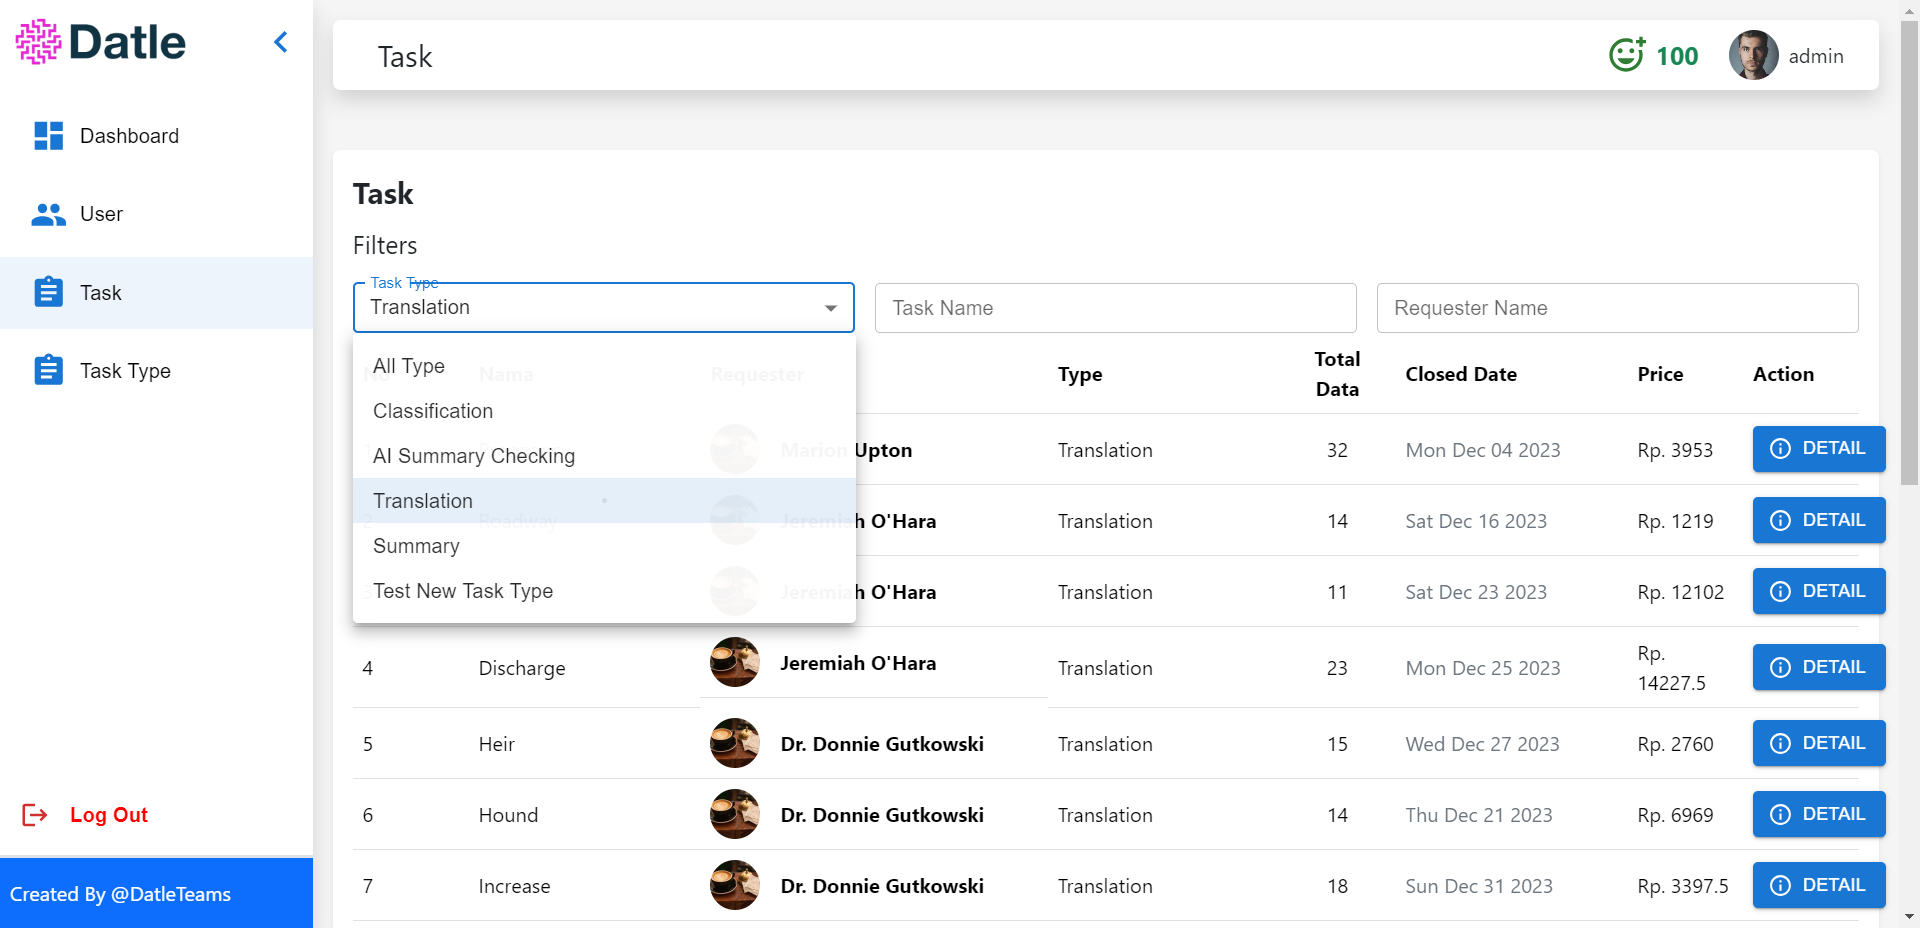 Datle
Task
100
admin
Dashboard
User
Task
Task Type
Log Out
Created By @DatleTeams
Task
Filters
Task Type
Translation
Task Name
Requester Name
All Type
Classification
AI Summary Checking
Translation
Summary
Test New Task Type
No Nama Requester Type Total Data Closed Date Price Action
Marion Upton Translation 32 Mon Dec 04 2023 Rp. 3953 DETAIL
2 Roadway Jeremiah O'Hara Translation 14 Sat Dec 16 2023 Rp. 1219 DETAIL
3 Jeremiah O'Hara Translation 11 Sat Dec 23 2023 Rp. 12102 DETAIL
4 Discharge Jeremiah O'Hara Translation 23 Mon Dec 25 2023 Rp. 14227.5 DETAIL
5 Heir Dr. Donnie Gutkowski Translation 15 Wed Dec 27 2023 Rp. 2760 DETAIL
6 Hound Dr. Donnie Gutkowski Translation 14 Thu Dec 21 2023 Rp. 6969 DETAIL
7 Increase Dr. Donnie Gutkowski Translation 18 Sun Dec 31 2023 Rp. 3397.5 DETAIL